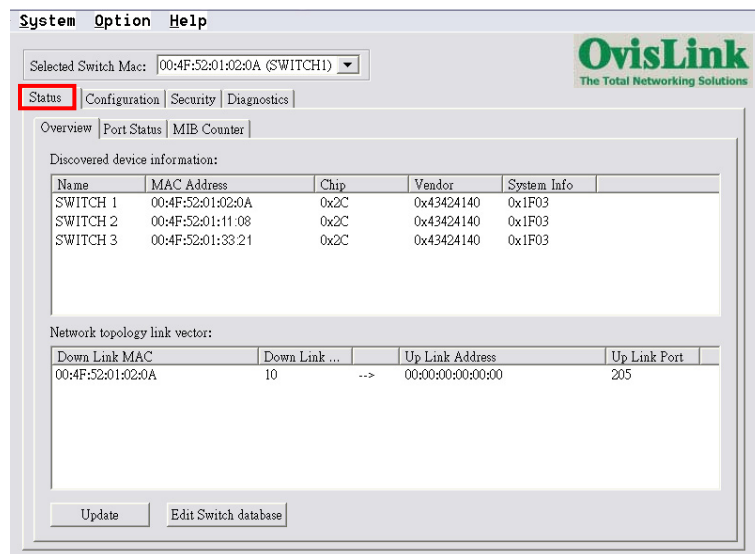 System Option Help
OvisLink
The Total Networking Solutions
Selected Switch Mac: 00:4F:52:01:02:0A (SWITCH1)
Status Configuration Security Diagnostics
Overview Port Status MIB Counter
Discovered device information:
Name MAC Address Chip Vendor System Info
SWITCH 1 00:4F:52:01:02:0A 0x2C 0x43424140 0x1F03
SWITCH 2 00:4F:52:01:11:08 0x2C 0x43424140 0x1F03
SWITCH 3 00:4F:52:01:33:21 0x2C 0x43424140 0x1F03
Network topology link vector:
Down Link MAC Down Link ... Up Link Address Up Link Port
00:4F:52:01:02:0A 10 --> 00:00:00:00:00:00 205
Update Edit Switch database